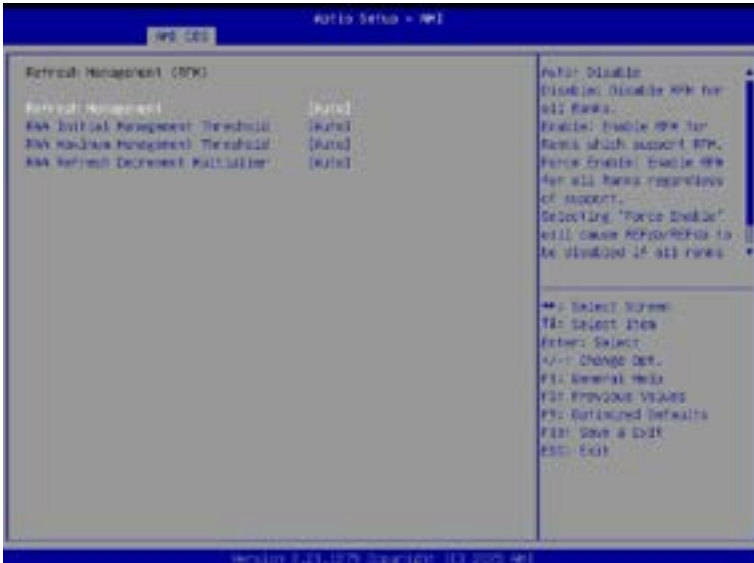 Aptio Setup - AMI
AMD CBS
Refresh Management (RFM)
Refresh Management [Auto]
RAA Initial Management Threshold [Auto]
RAA Maximum Management Threshold [Auto]
RAA Refresh Decrement Multiplier [Auto]
Auto: Disable
Disable: Disable RFM for
all Ranks.
Enable: Enable RFM for
Ranks which support RFM.
Force Enable: Enable RFM
for all Ranks regardless
of support.
Selecting "Force Enable"
will cause to
be disabled if all ranks
: Select Screen
: Select Item
Enter: Select
+/-: Change Opt.
F1: General Help
F2: Previous Values
F9: Optimized Defaults
F10: Save & Exit
ESC: Exit
Version Copyright (C) AMI